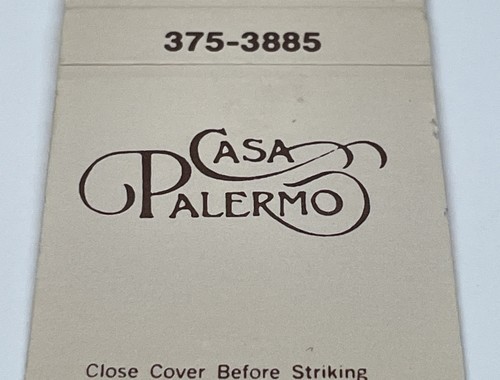 375-3885
CASA
PALERMO
Close Cover Before Striking